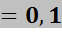 = 0,1